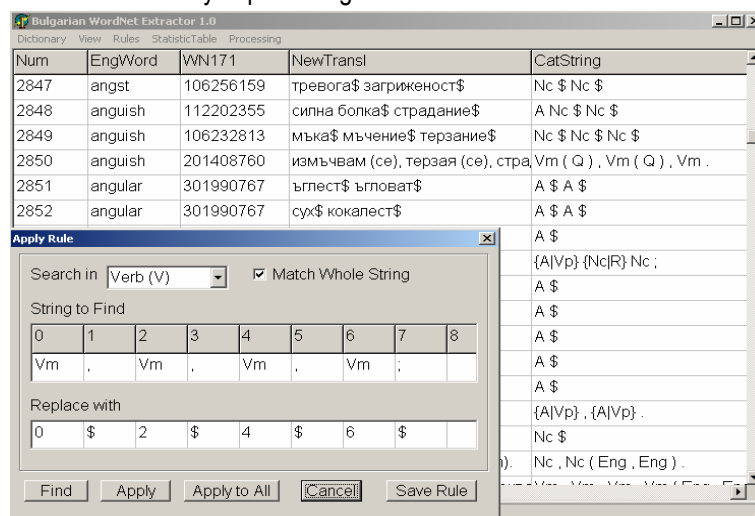 Bulgarian WordNet Extractor 1.0
Dictionary View Rules StatisticTable Processing
Num EngWord WN171 NewTransl CatString
2847 angst 106256159 тревога$ загриженост$ Nc $ Nc $
2848 anguish 112202355 силна болка$ страдание$ A Nc $ Nc $
2849 anguish 106232813 мъка$ мъчение$ терзание$ Nc $ Nc $ Nc $
2850 anguish 201408760 измъчвам (се), терзая (се), стра Vm ( Q ) , Vm ( Q ) , Vm .
2851 angular 301990767 ъглест$ ъгловат$ A $ A $
2852 angular 301990767 сух$ кокалест$ A $ A $
A $
{A|Vp} {Nc|R} Nc ;
A $
A $
A $
A $
A $
{A|Vp} , {A|Vp} .
Nc $
). Nc , Nc ( Eng , Eng ) .
Apply Rule
Search in Verb (V) Match Whole String
String to Find
0 1 2 3 4 5 6 7 8
Vm , Vm , Vm , Vm ;
Replace with
0 $ 2 $ 4 $ 6 $
Find Apply Apply to All Cancel Save Rule